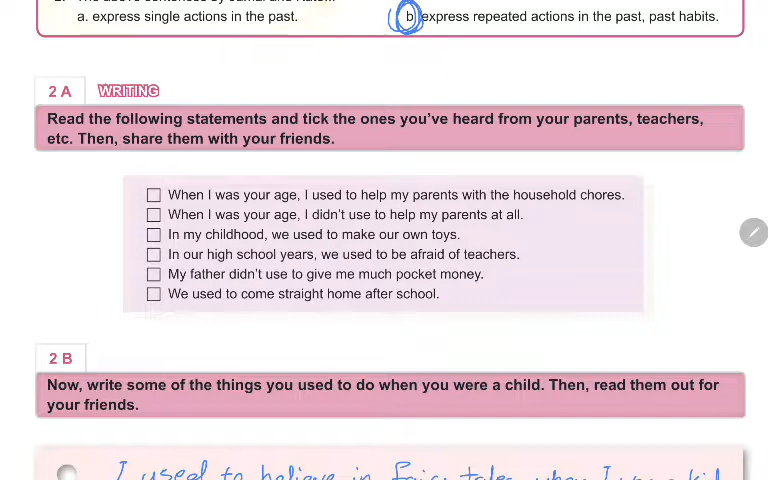 a. express single actions in the past.
b. express repeated actions in the past, past habits.
2 A WRITING
Read the following statements and tick the ones you've heard from your parents, teachers,
etc. Then, share them with your friends.
When I was your age, I used to help my parents with the household chores.
When I was your age, I didn't use to help my parents at all.
In my childhood, we used to make our own toys.
In our high school years, we used to be afraid of teachers.
My father didn't use to give me much pocket money.
We used to come straight home after school.
2 B
Now, write some of the things you used to do when you were a child. Then, read them out for
your friends.
I used to believe in fairy tales when I was a kid